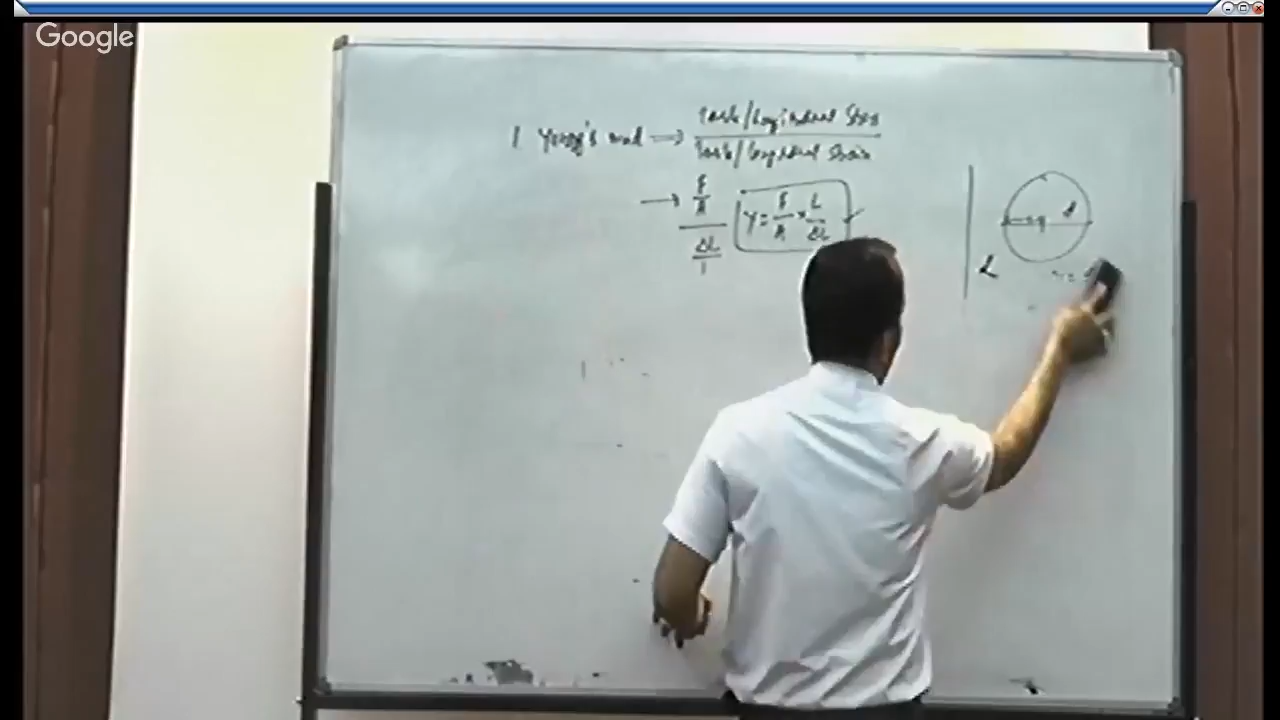 Google
1 Young's mod → Tensile/Longitudinal Stress
Tensile/Longitudinal Strain
→ F/A
ΔL/l
Y = F/A × L/ΔL
d
L